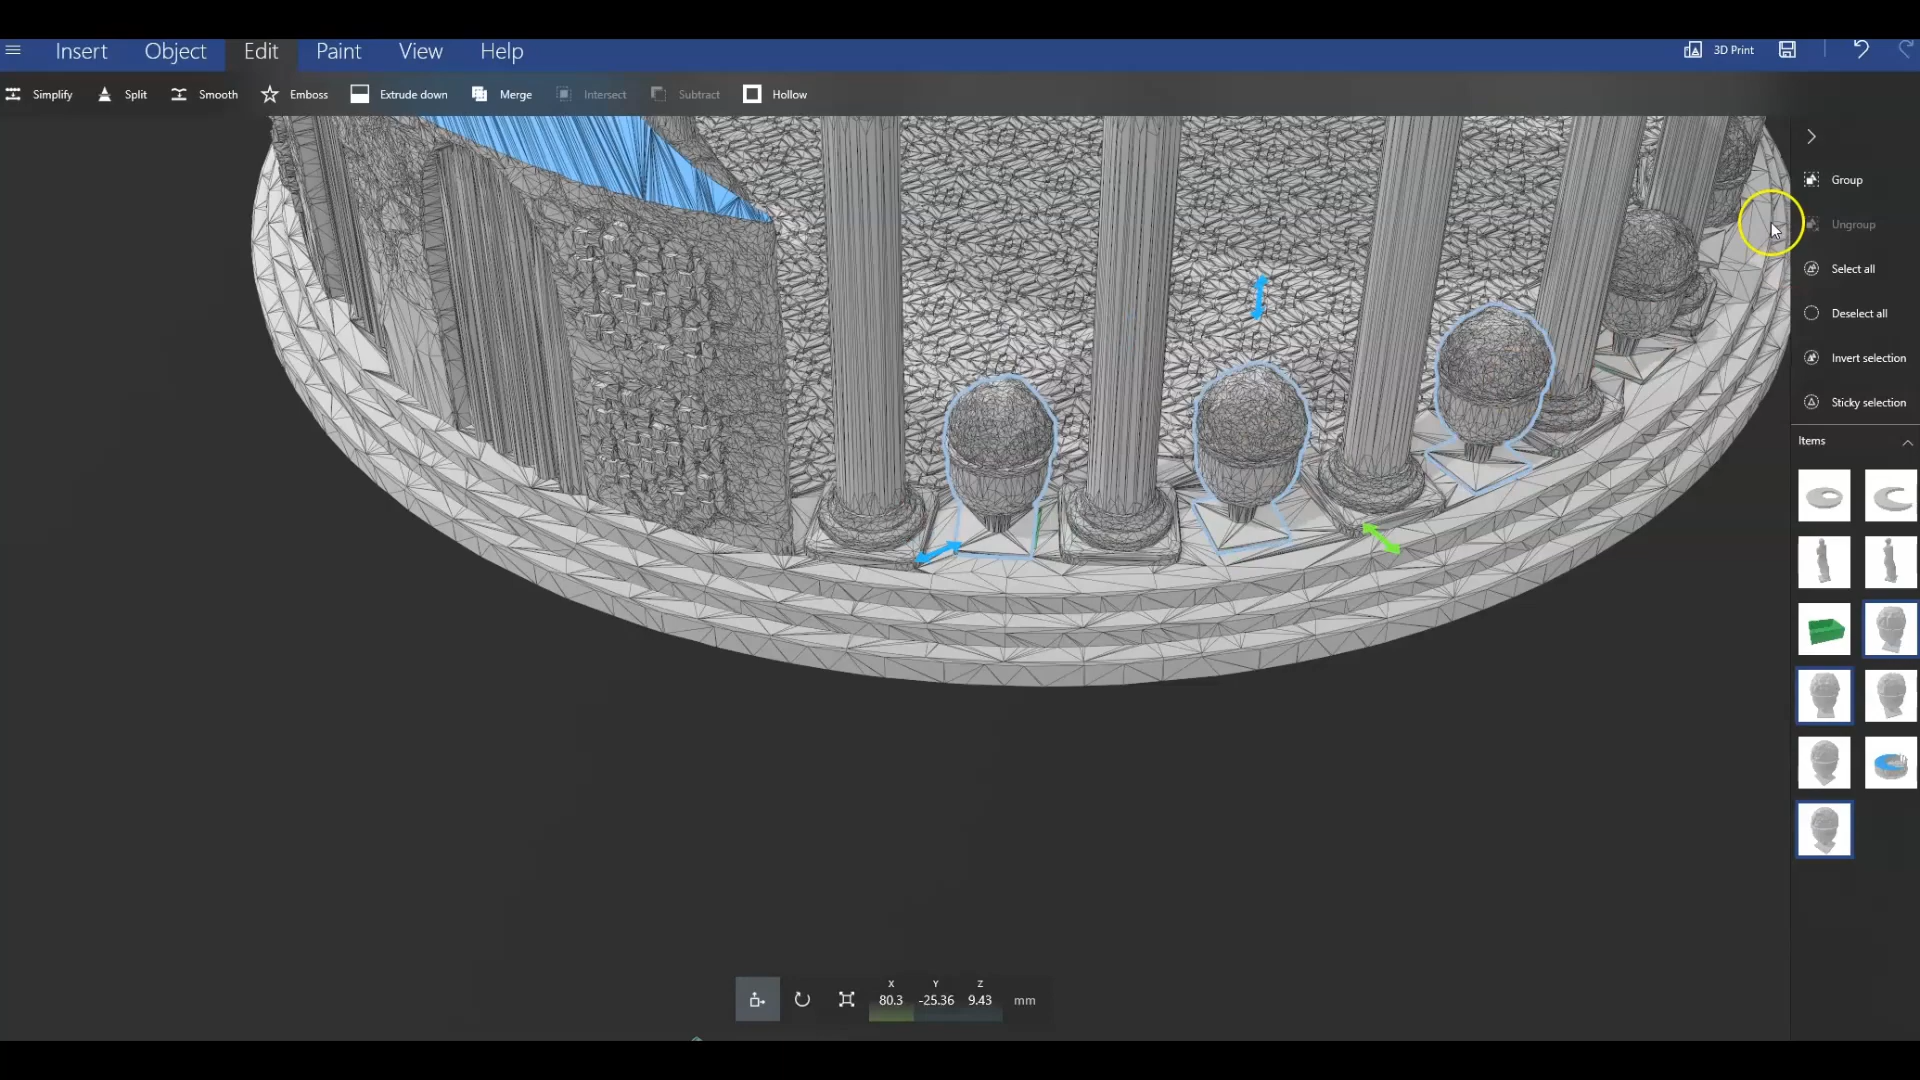 Insert Object Edit Paint View Help 3D Print
Simplify Split Smooth Emboss Extrude down Merge Intersect Subtract Hollow
Group
Ungroup
Select all
Deselect all
Invert selection
Sticky selection
Items
X Y Z
80.3 -25.36 9.43 mm